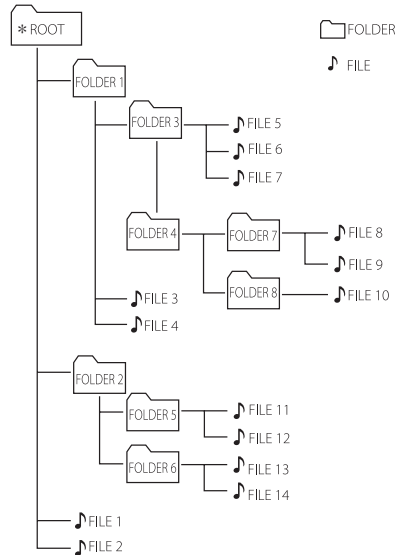 * ROOT
FOLDER
FILE
FOLDER 1
FOLDER 3
FILE 5
FILE 6
FILE 7
FOLDER 4
FOLDER 7
FILE 8
FILE 9
FOLDER 8
FILE 10
FILE 3
FILE 4
FOLDER 2
FOLDER 5
FILE 11
FILE 12
FOLDER 6
FILE 13
FILE 14
FILE 1
FILE 2